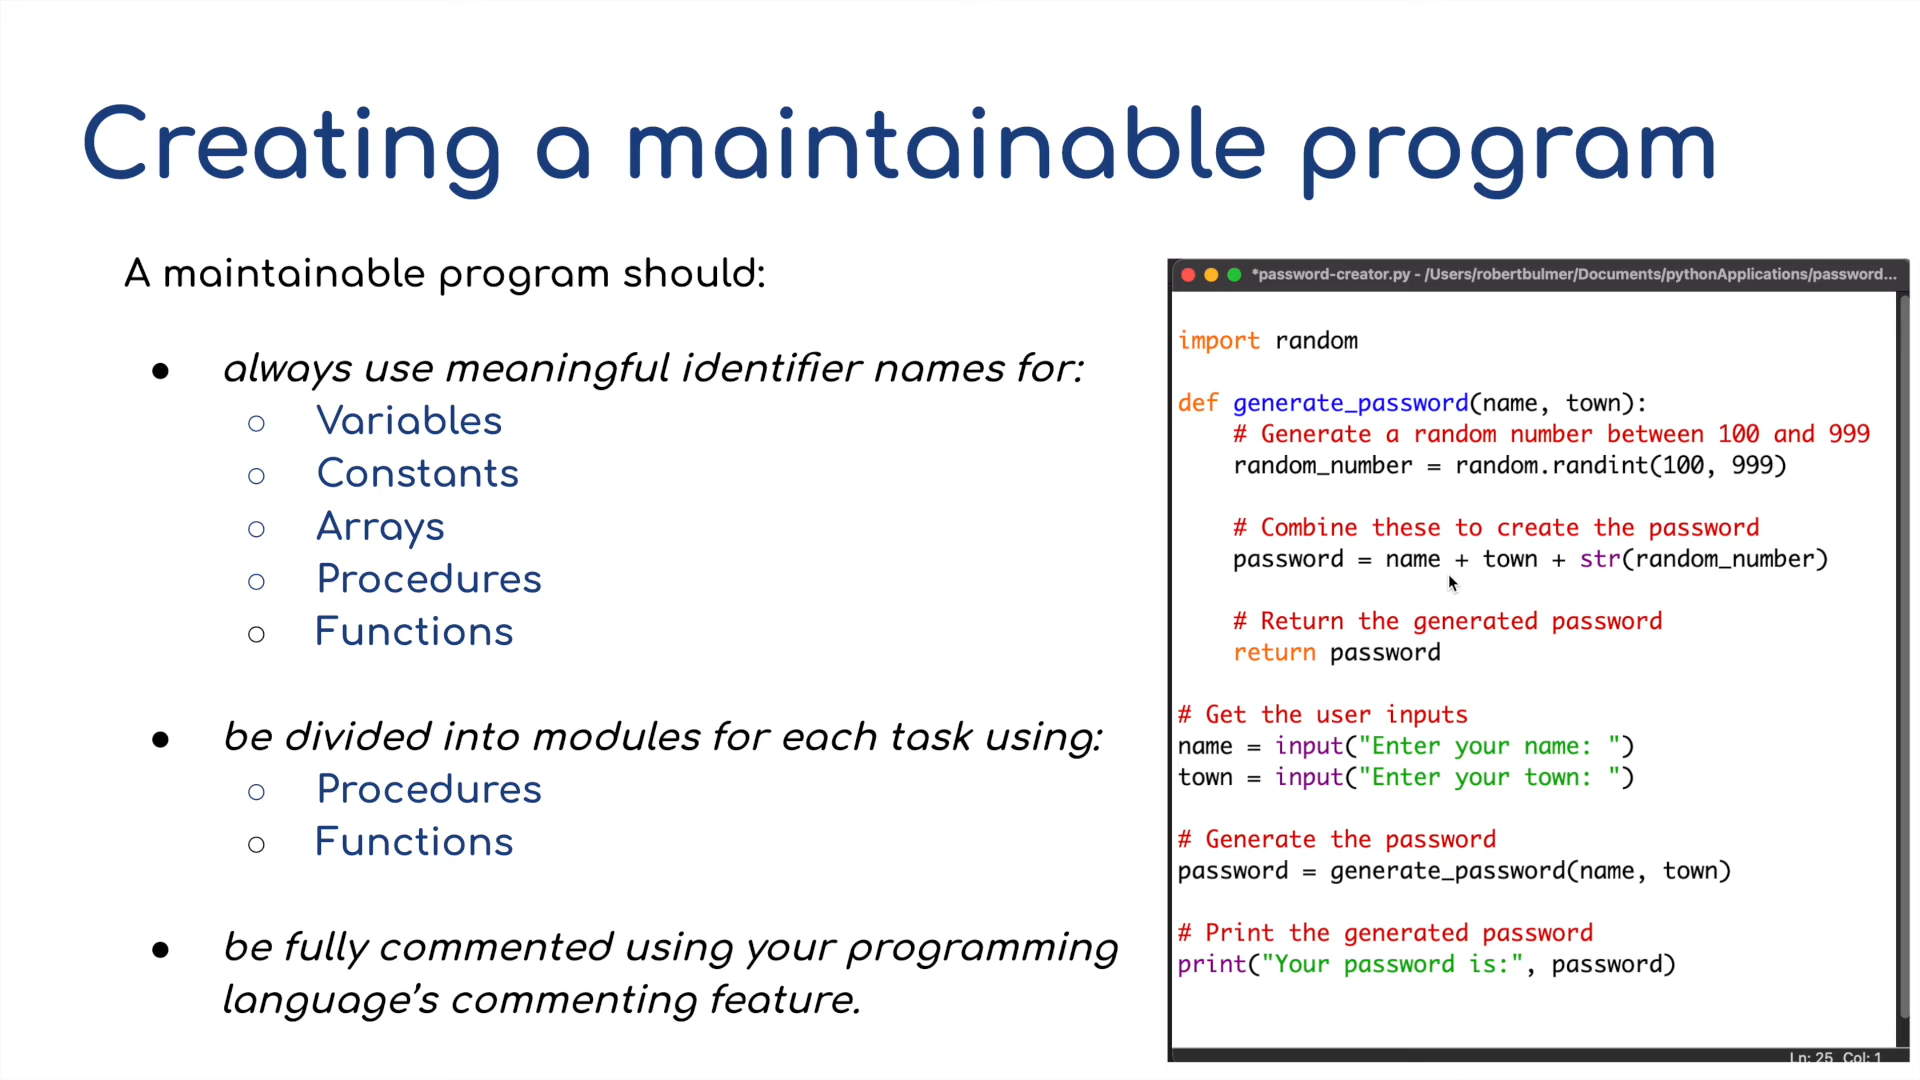 Creating a maintainable program
A maintainable program should:
● always use meaningful identifier names for:
○ Variables
○ Constants
○ Arrays
○ Procedures
○ Functions
● be divided into modules for each task using:
○ Procedures
○ Functions
● be fully commented using your programming
language's commenting feature.
*password-creator.py - /Users/robertbulmer/Documents/pythonApplications/password...
import random
def generate_password(name, town):
# Generate a random number between 100 and 999
random_number = random.randint(100, 999)
# Combine these to create the password
password = name + town + str(random_number)
# Return the generated password
return password
# Get the user inputs
name = input("Enter your name: ")
town = input("Enter your town: ")
# Generate the password
password = generate_password(name, town)
# Print the generated password
print("Your password is:", password)
Ln: 25 Col: 1